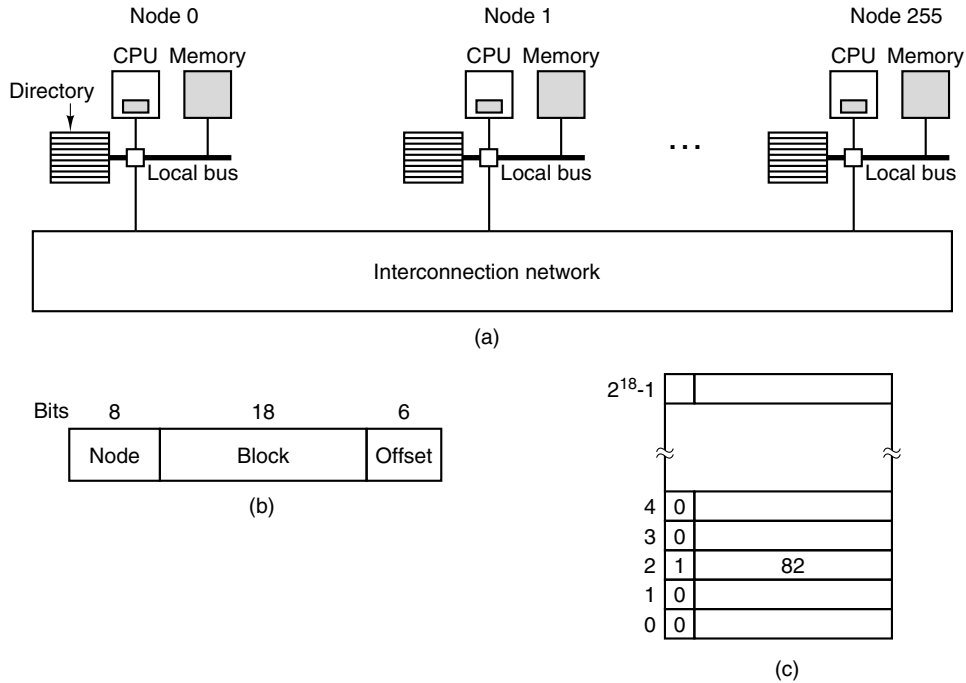 Node 0 Node 1 Node 255
CPU Memory CPU Memory CPU Memory
Directory
...
Local bus Local bus Local bus
Interconnection network
(a)
Bits 8 18 6
Node Block Offset
(b)
2^18-1
4 0
3 0
2 1 82
1 0
0 0
(c)